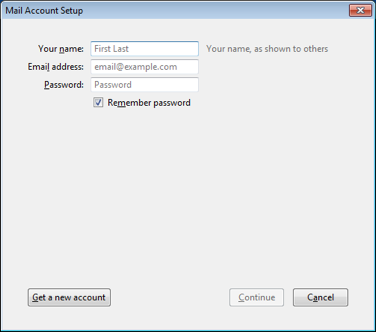 Mail Account Setup
Your name: First Last Your name, as shown to others
Email address: email@example.com
Password: Password
Remember password
Get a new account Continue Cancel